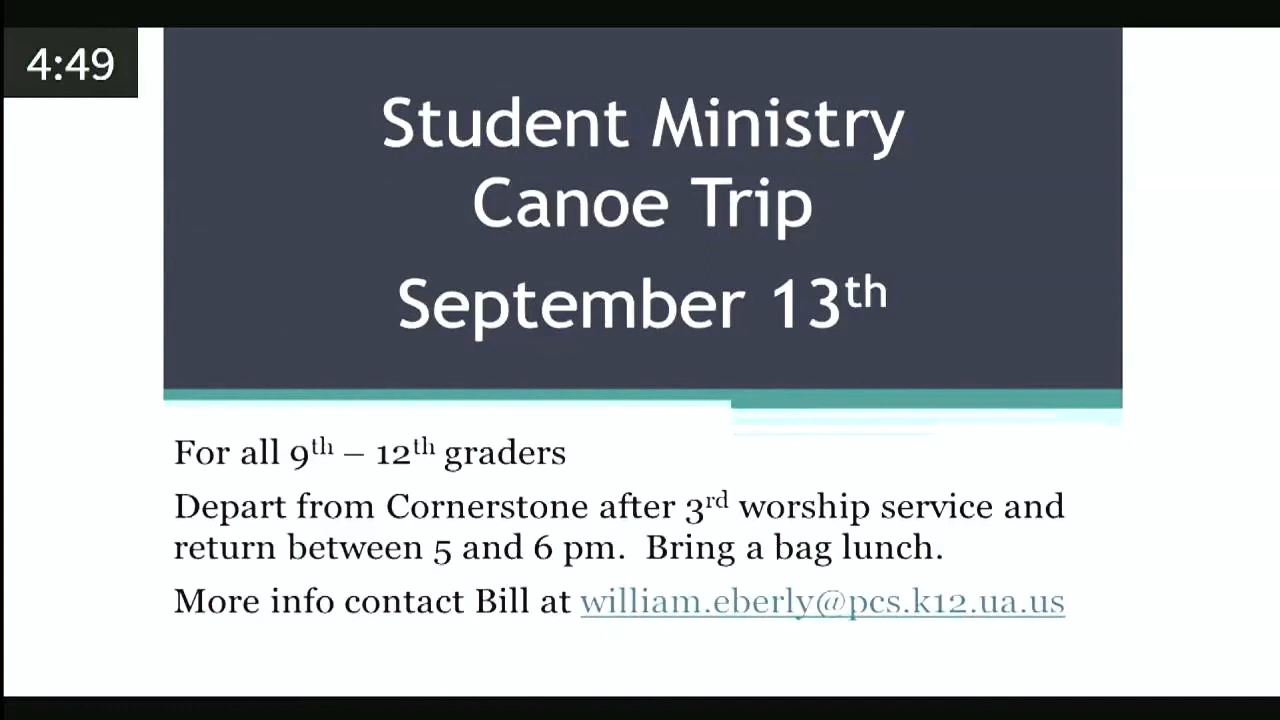 4:49
Student Ministry
Canoe Trip
September 13th
For all 9th – 12th graders
Depart from Cornerstone after 3rd worship service and
return between 5 and 6 pm. Bring a bag lunch.
More info contact Bill at william.eberly@pcs.k12.ua.us